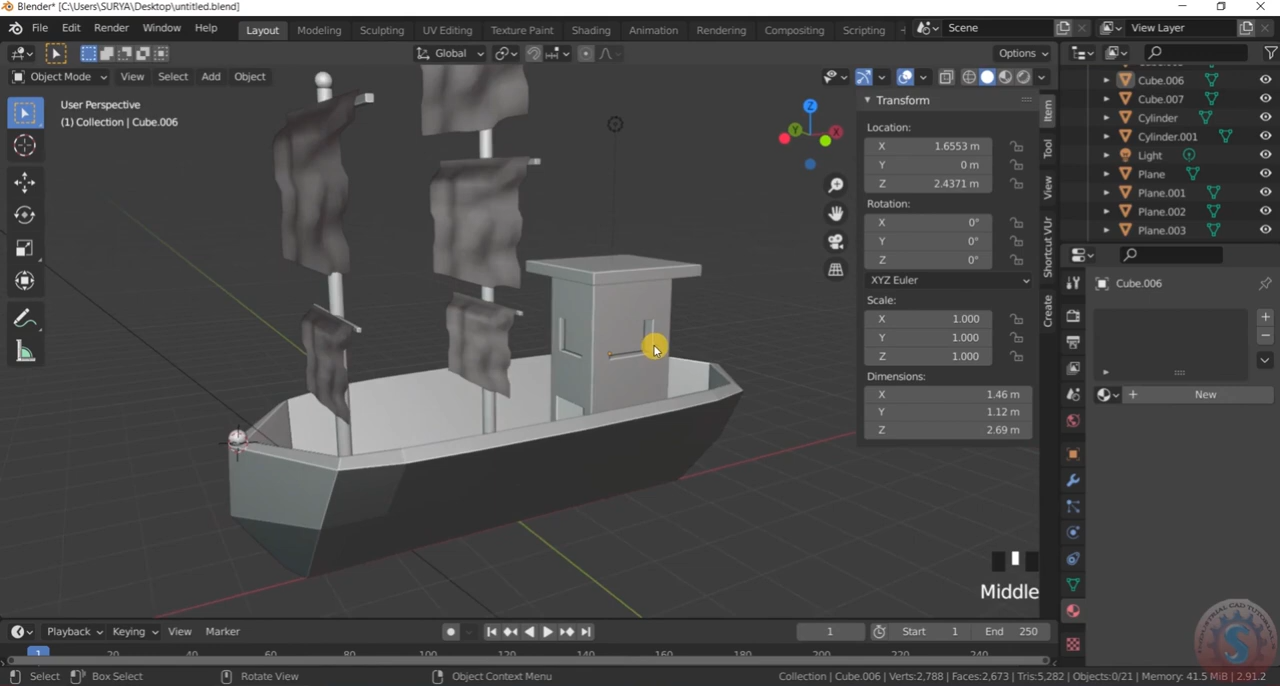 Blender* [C:\Users\SURYA\Desktop\untitled.blend]
File Edit Render Window Help
Layout Modeling Sculpting UV Editing Texture Paint Shading Animation Rendering Compositing Scripting
Scene
View Layer
Global
Options
Object Mode View Select Add Object
User Perspective
(1) Collection | Cube.006
Z
Y
X
Transform
Location:
X 1.6553 m
Y 0 m
Z 2.4371 m
Rotation:
X 0°
Y 0°
Z 0°
XYZ Euler
Scale:
X 1.000
Y 1.000
Z 1.000
Dimensions:
X 1.46 m
Y 1.12 m
Z 2.69 m
Item
Tool
View
Shortcut VUr
Create
Cube.006
Cube.007
Cylinder
Cylinder.001
Light
Plane
Plane.001
Plane.002
Plane.003
Cube.006
New
Middle
Playback Keying View Marker
1
Start 1
End 250
1 20 40 60 80 100 120 140 160 180 200 220 240
Select Box Select Rotate View Object Context Menu
Collection | Cube.006 | Verts:2,788 | Faces:2,673 | Tris:5,282 | Objects:0/21 | Memory: 41.5 MiB | 2.91.2
INDUSTRIAL CAD TUTORIALS
S